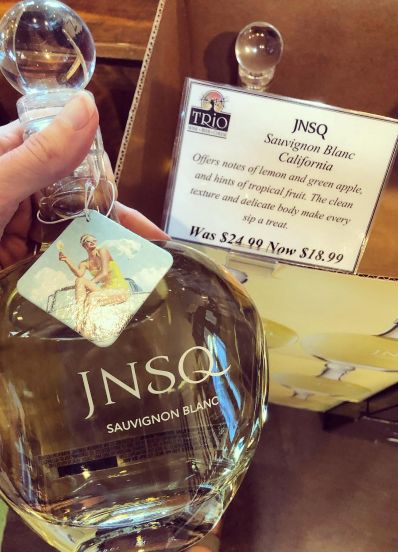 TRIO
JNSQ
Sauvignon Blanc
California
Offers notes of lemon and green apple,
and hints of tropical fruit. The clean
texture and delicate body make every
sip a treat.
Was $24.99 Now $18.99
JNSQ
SAUVIGNON BLANC